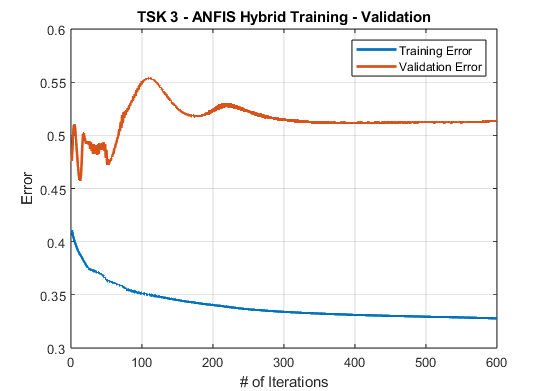 TSK 3 - ANFIS Hybrid Training - Validation
0.6
0.55
0.5
0.45
0.4
0.35
0.3
Error
Training Error
Validation Error
0 100 200 300 400 500 600
# of Iterations